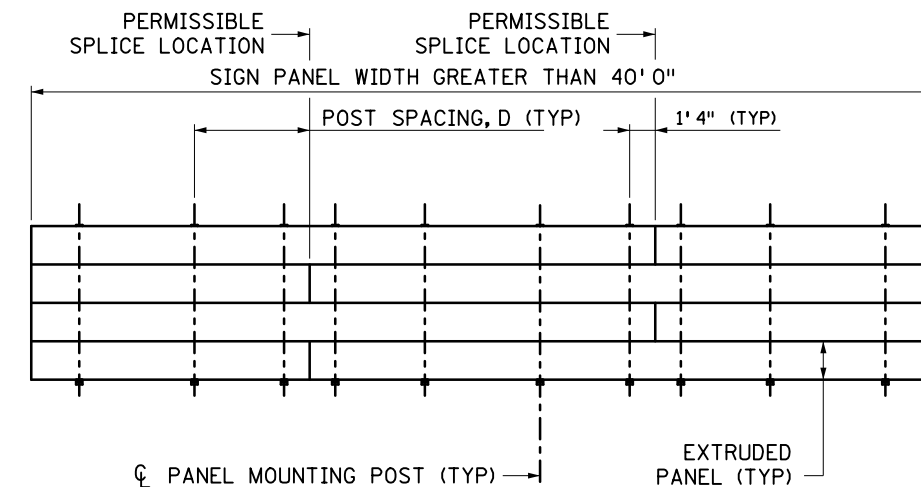 PERMISSIBLE
SPLICE LOCATION
PERMISSIBLE
SPLICE LOCATION
SIGN PANEL WIDTH GREATER THAN 40'0"
POST SPACING, D (TYP)
1'4" (TYP)
℄ PANEL MOUNTING POST (TYP)
EXTRUDED
PANEL (TYP)